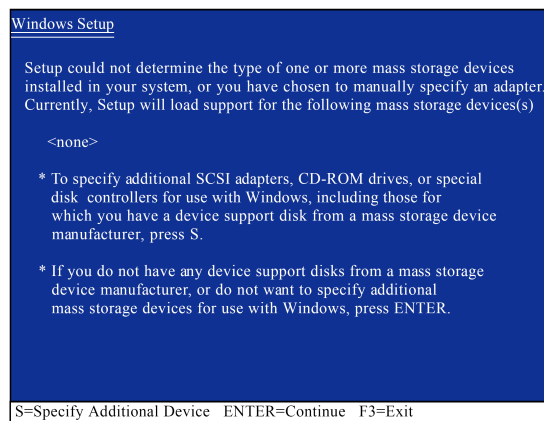 Windows Setup
Setup could not determine the type of one or more mass storage devices
installed in your system, or you have chosen to manually specify an adapter.
Currently, Setup will load support for the following mass storage devices(s)
<none>
* To specify additional SCSI adapters, CD-ROM drives, or special
disk controllers for use with Windows, including those for
which you have a device support disk from a mass storage device
manufacturer, press S.
* If you do not have any device support disks from a mass storage
device manufacturer, or do not want to specify additional
mass storage devices for use with Windows, press ENTER.
S=Specify Additional Device ENTER=Continue F3=Exit